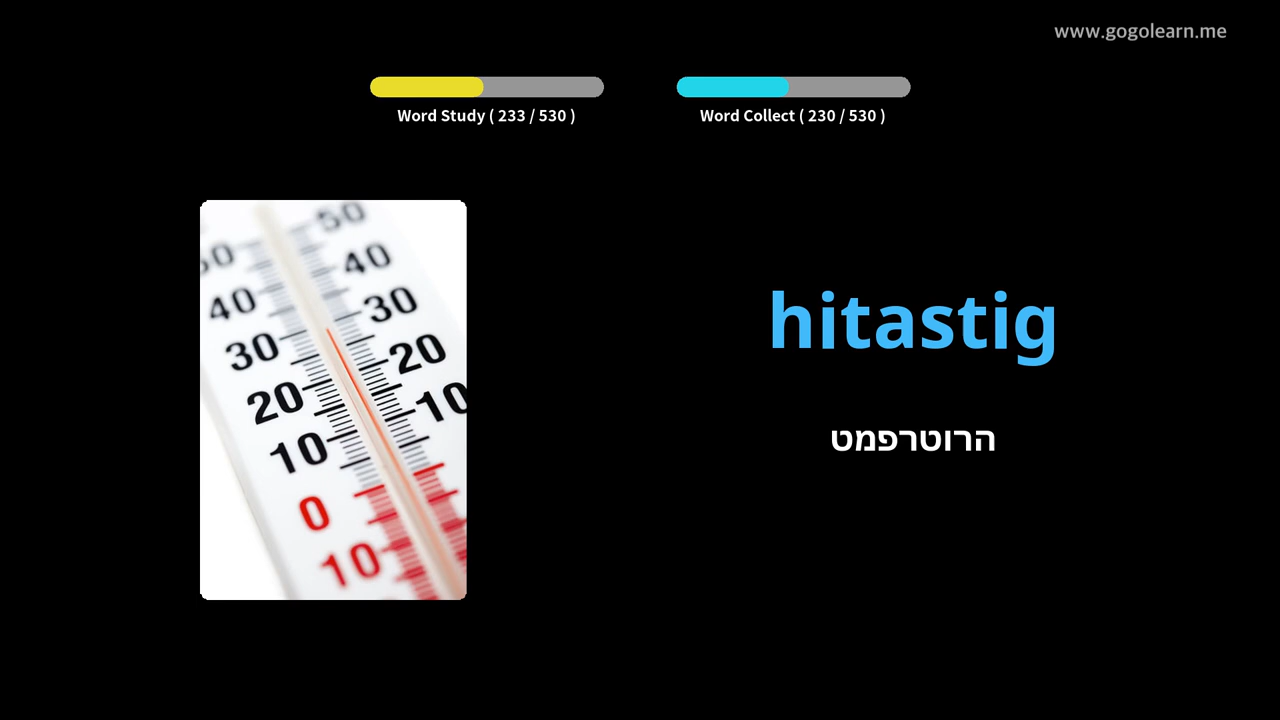 www.gogolearn.me
Word Study ( 233 / 530 )
Word Collect ( 230 / 530 )
50
50 40
40 30
30 20
20 10
10
0
10
hitastig
הרוטרפמט